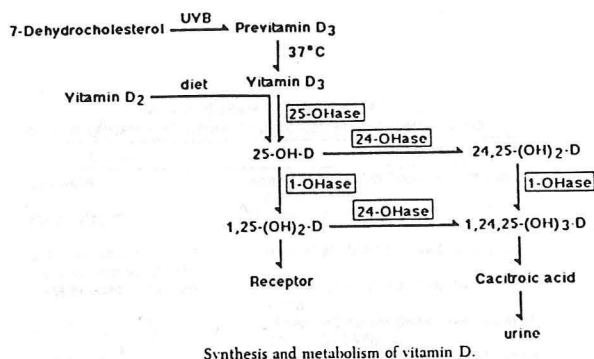 7-Dehydrocholesterol UVB Previtamin D3
37°C
Vitamin D2 diet Vitamin D3
25-OHase
25-OH-D 24-OHase 24,25-(OH)2-D
1-OHase 1-OHase
1,25-(OH)2-D 24-OHase 1,24,25-(OH)3-D
Receptor Cacitroic acid
urine
Synthesis and metabolism of vitamin D.